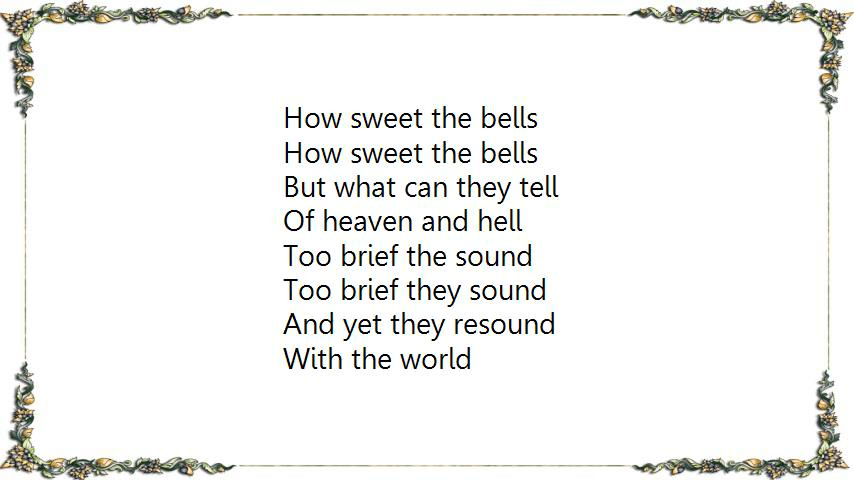 How sweet the bells
How sweet the bells
But what can they tell
Of heaven and hell
Too brief the sound
Too brief they sound
And yet they resound
With the world